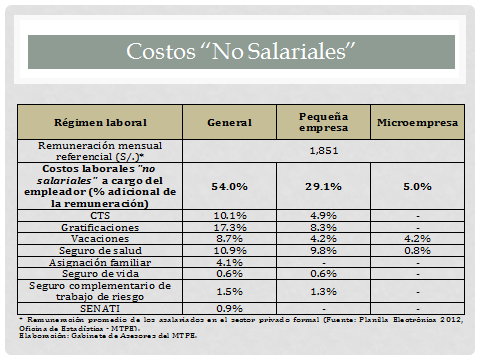 Costos “No Salariales”
Régimen laboral General Pequeña empresa Microempresa
Remuneración mensual referencial (S/.)* 1,851
Costos laborales “no salariales” a cargo del empleador (% adicional de la remuneración) 54.0% 29.1% 5.0%
CTS 10.1% 4.9% -
Gratificaciones 17.3% 8.3% -
Vacaciones 8.7% 4.2% 4.2%
Seguro de salud 10.9% 9.8% 0.8%
Asignación familiar 4.1% - -
Seguro de vida 0.6% 0.6% -
Seguro complementario de trabajo de riesgo 1.5% 1.3% -
SENATI 0.9% - -
* Remuneración promedio de los asalariados en el sector privado formal (Fuente: Planilla Electrónica 2012,
Oficina de Estadística - MTPE).
Elaboración: Gabinete de Asesores del MTPE.